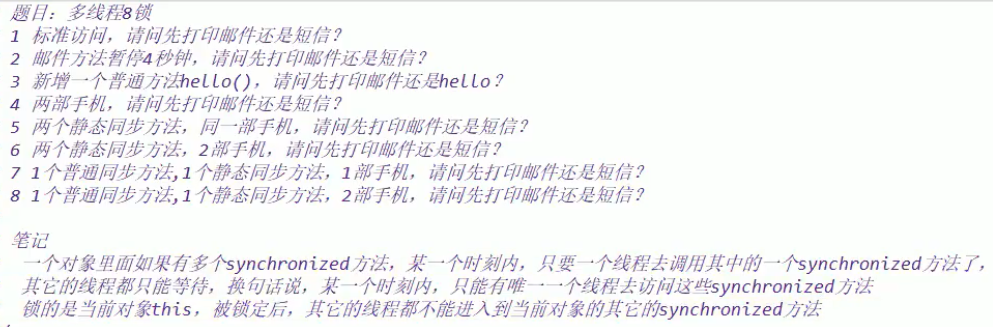 题目：多线程8锁
1 标准访问，请问先打印邮件还是短信？
2 邮件方法暂停4秒钟，请问先打印邮件还是短信？
3 新增一个普通方法hello()，请问先打印邮件还是hello？
4 两部手机，请问先打印邮件还是短信？
5 两个静态同步方法，同一部手机，请问先打印邮件还是短信？
6 两个静态同步方法，2部手机，请问先打印邮件还是短信？
7 1个普通同步方法,1个静态同步方法，1部手机，请问先打印邮件还是短信？
8 1个普通同步方法,1个静态同步方法，2部手机，请问先打印邮件还是短信？
笔记
一个对象里面如果有多个synchronized方法，某一个时刻内，只要一个线程去调用其中的一个synchronized方法了，
其它的线程都只能等待，换句话说，某一个时刻内，只能有唯一一个线程去访问这些synchronized方法
锁的是当前对象this，被锁定后，其它的线程都不能进入到当前对象的其它的synchronized方法